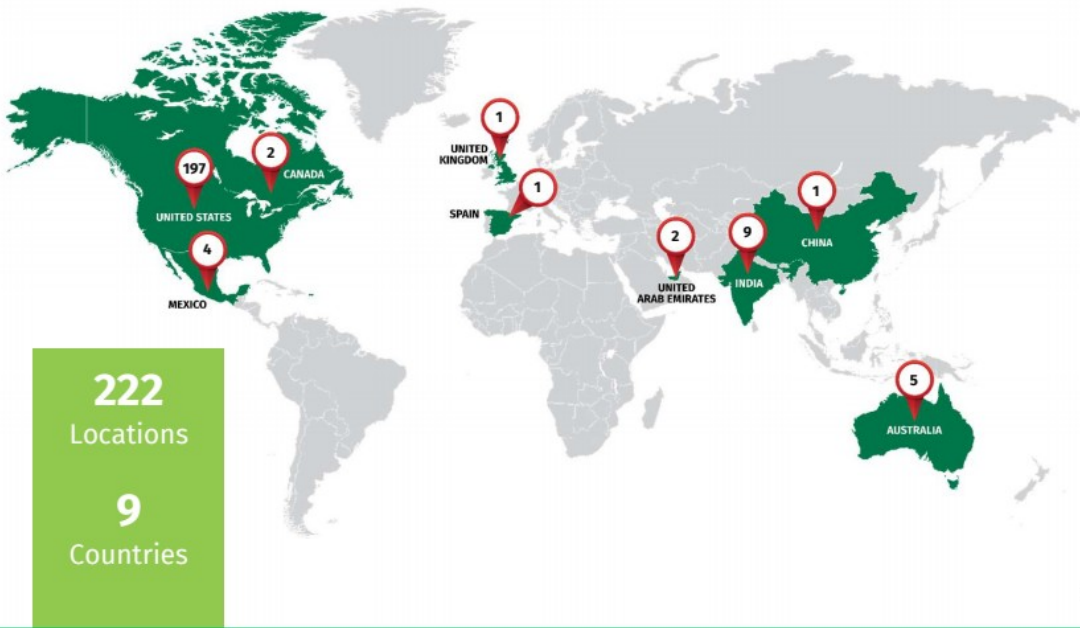 1
UNITED
KINGDOM
2
CANADA
197
UNITED STATES
1
SPAIN
1
CHINA
4
MEXICO
2
UNITED
ARAB EMIRATES
9
INDIA
5
AUSTRALIA
222
Locations
9
Countries